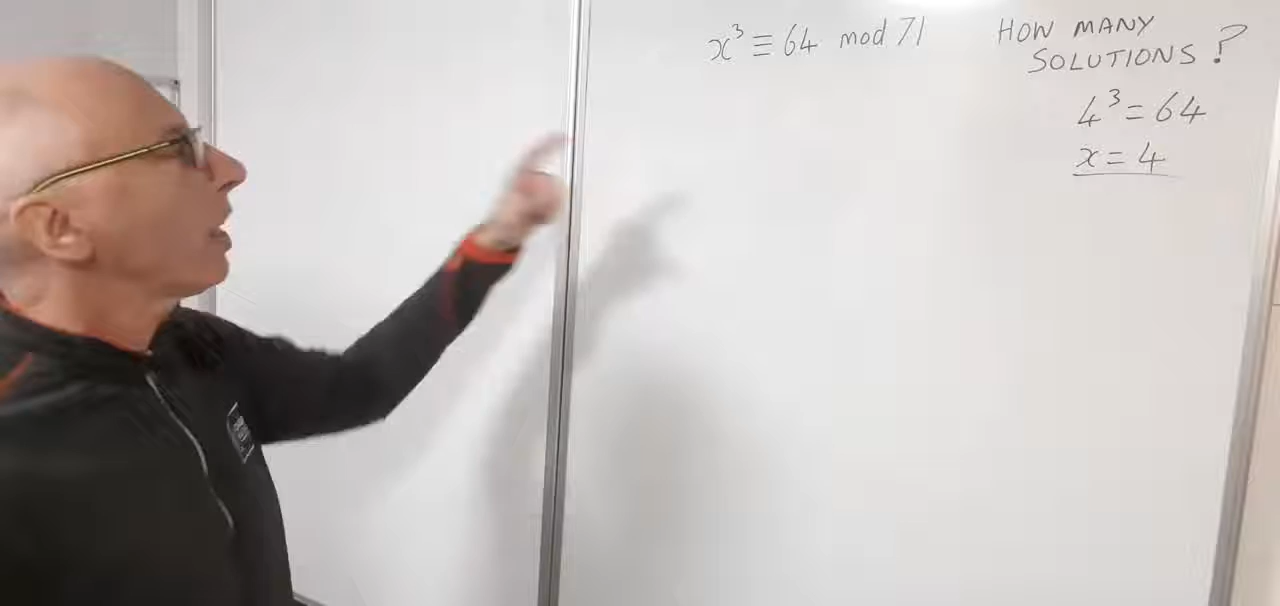 x³ ≡ 64 mod 71
HOW MANY
SOLUTIONS ?
4³ = 64
x = 4